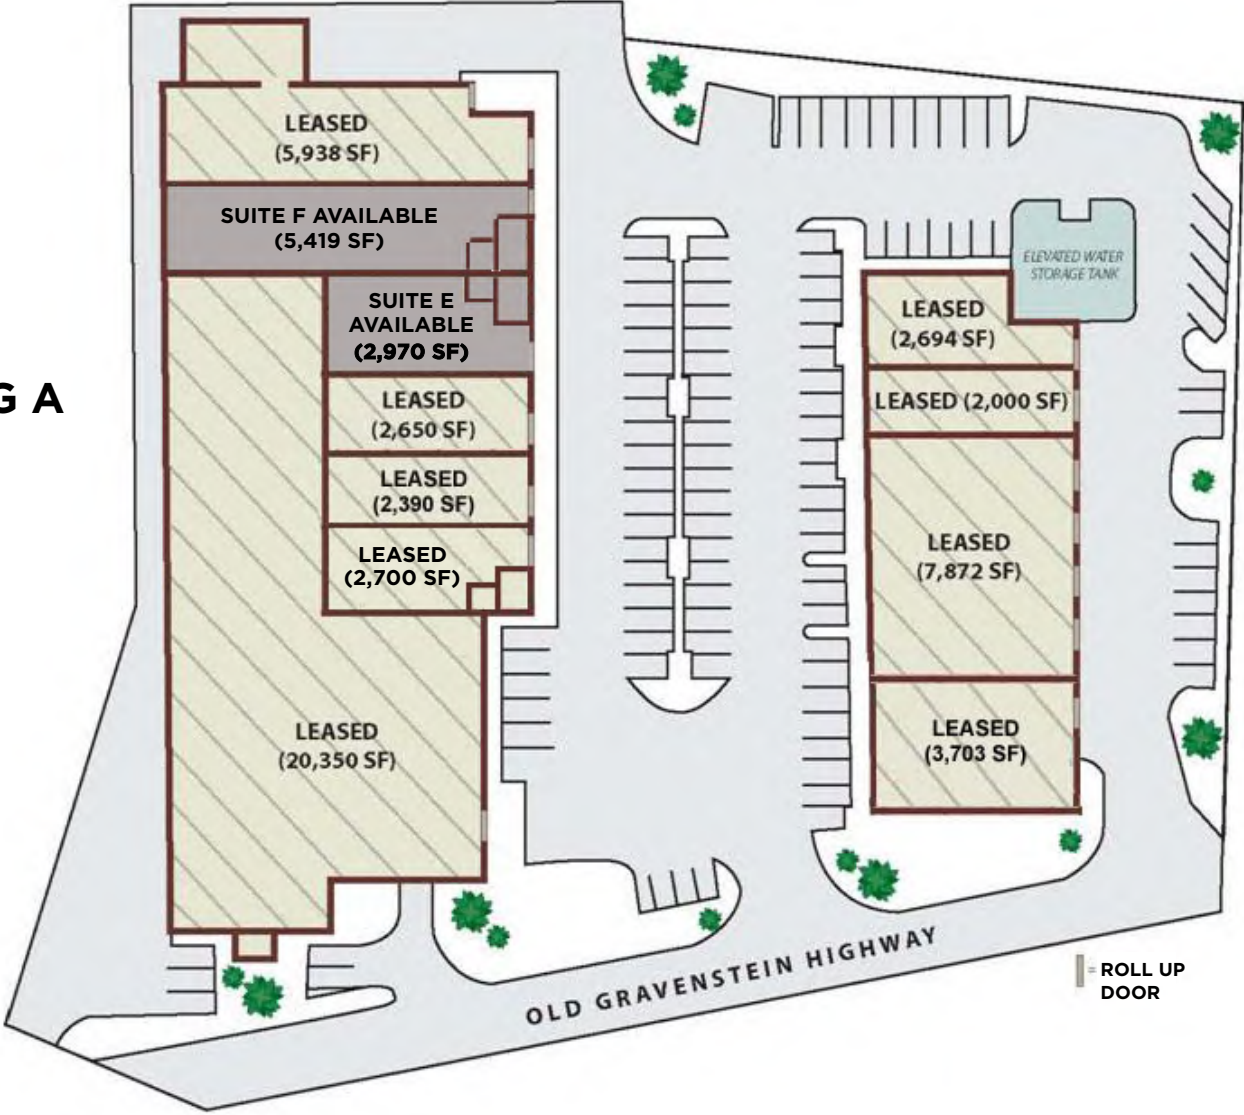 LEASED
(5,938 SF)
SUITE F AVAILABLE
(5,419 SF)
SUITE E
AVAILABLE
(2,970 SF)
G A
LEASED
(2,650 SF)
LEASED
(2,390 SF)
LEASED
(2,700 SF)
LEASED
(20,350 SF)
ELEVATED WATER
STORAGE TANK
LEASED
(2,694 SF)
LEASED (2,000 SF)
LEASED
(7,872 SF)
LEASED
(3,703 SF)
OLD GRAVENSTEIN HIGHWAY
= ROLL UP
DOOR